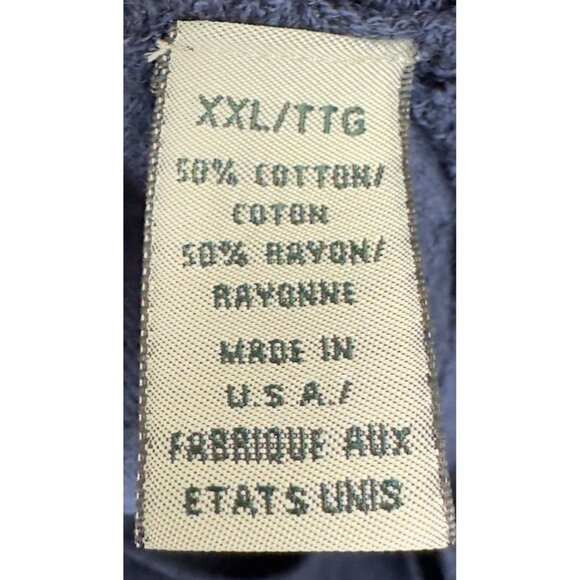 XXL/TTG
50% COTTON/
COTON
50% RAYON/
RAYONNE
MADE IN
U.S A./
FABRIQUE AUX
ETATS UNIS